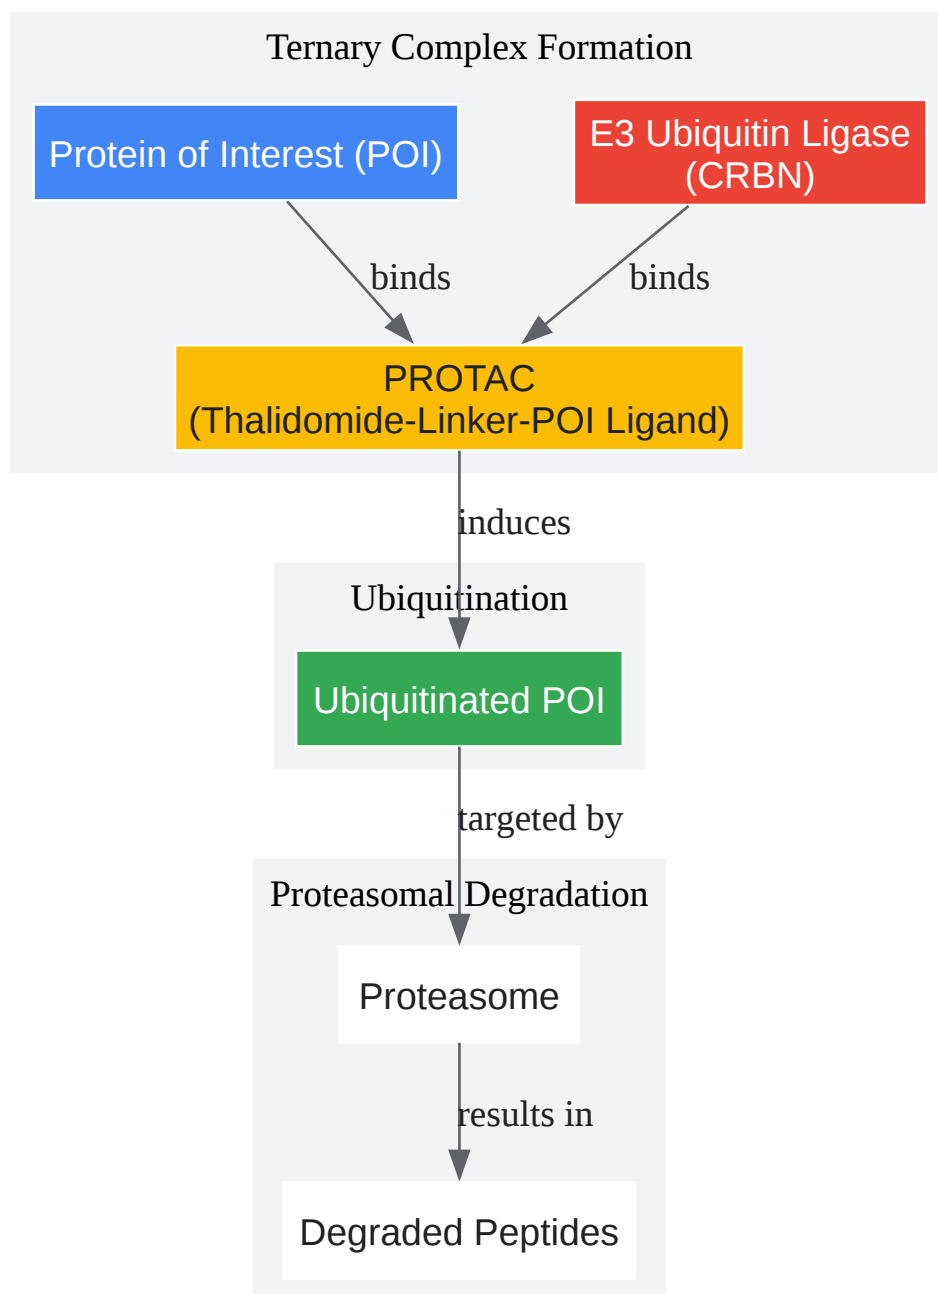 Ternary Complex Formation
Protein of Interest (POI)
E3 Ubiquitin Ligase
(CRBN)
binds
binds
PROTAC
(Thalidomide-Linker-POI Ligand)
induces
Ubiquitination
Ubiquitinated POI
targeted by
Proteasomal Degradation
Proteasome
results in
Degraded Peptides